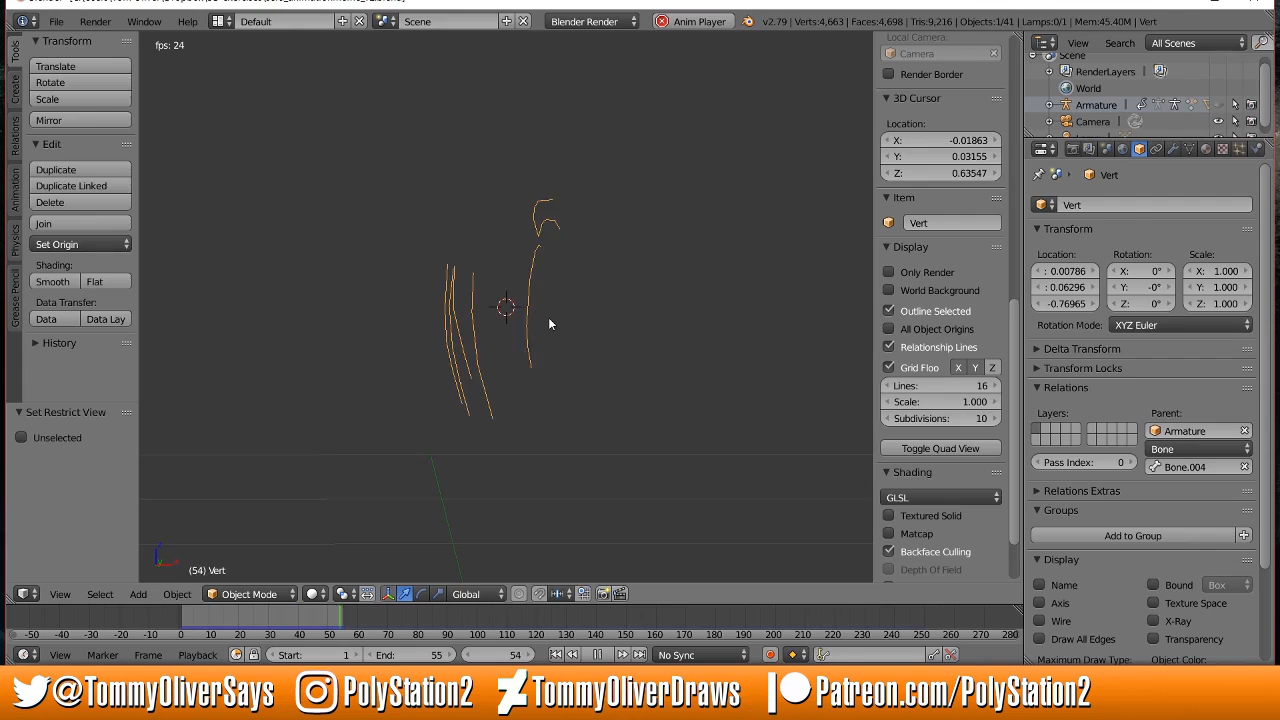 File Render Window Help Default Scene Blender Render Anim Player v2.79 | Verts:4,663 | Faces:4,698 | Tris:9,216 | Objects:1/41 | Lamps:0/1 | Mem:45.40M | Vert
Tools
Create
Relations
Animation
Physics
Grease Pencil
Transform
Translate
Rotate
Scale
Mirror
Edit
Duplicate
Duplicate Linked
Delete
Join
Set Origin
Shading:
Smooth Flat
Data Transfer:
Data Data Lay
History
Set Restrict View
Unselected
fps: 24
(54) Vert
Local Camera:
Camera
Render Border
3D Cursor
Location:
X: -0.01863
Y: 0.03155
Z: 0.63547
Item
Vert
Display
Only Render
World Background
Outline Selected
All Object Origins
Relationship Lines
Grid Floo X Y Z
Lines: 16
Scale: 1.000
Subdivisions: 10
Toggle Quad View
Shading
GLSL
Textured Solid
Matcap
Backface Culling
Depth Of Field
View Search All Scenes
Scene
RenderLayers
World
Armature
Camera
Vert
Vert
Transform
Location: Rotation: Scale:
: 0.00786 X: 0° X: 1.000
: 0.06296 Y: -0° Y: 1.000
-0.76965 Z: 0° Z: 1.000
Rotation Mode: XYZ Euler
Delta Transform
Transform Locks
Relations
Layers: Parent:
Armature
Bone
Pass Index: 0 Bone.004
Relations Extras
Groups
Add to Group
Display
Name Bound Box
Axis Texture Space
Wire X-Ray
Draw All Edges Transparency
Maximum Draw Type: Object Color:
View Select Add Object Object Mode Global
-50 -40 -30 -20 -10 0 10 20 30 40 50 60 70 80 90 100 110 120 130 140 150 160 170 180 190 200 210 220 230 240 250 260 270 280
View Marker Frame Playback Start: 1 End: 55 54 No Sync
@TommyOliverSays PolyStation2 TommyOliverDraws Patreon.com/PolyStation2